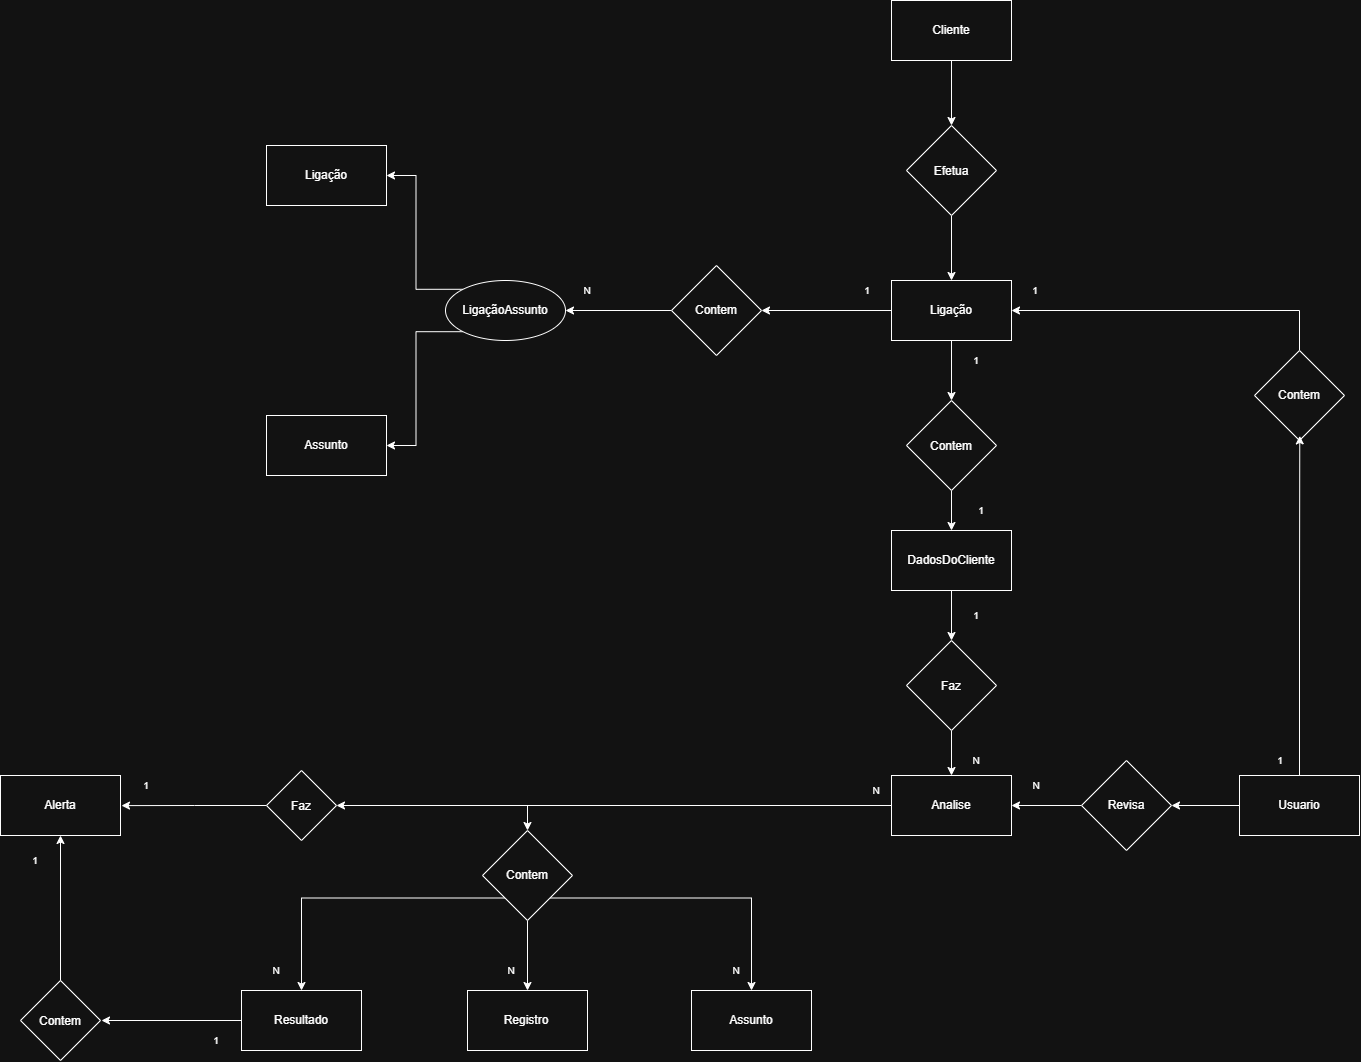 Cliente
Efetua
Ligação
LigaçãoAssunto
N
Contem
1
Ligação
1
1
Contem
Assunto
Contem
1
DadosDoCliente
1
Faz
N
1
Alerta
1
Faz
N
Analise
N
Revisa
Usuario
1
Contem
N
N
N
Contem
1
Resultado
Registro
Assunto